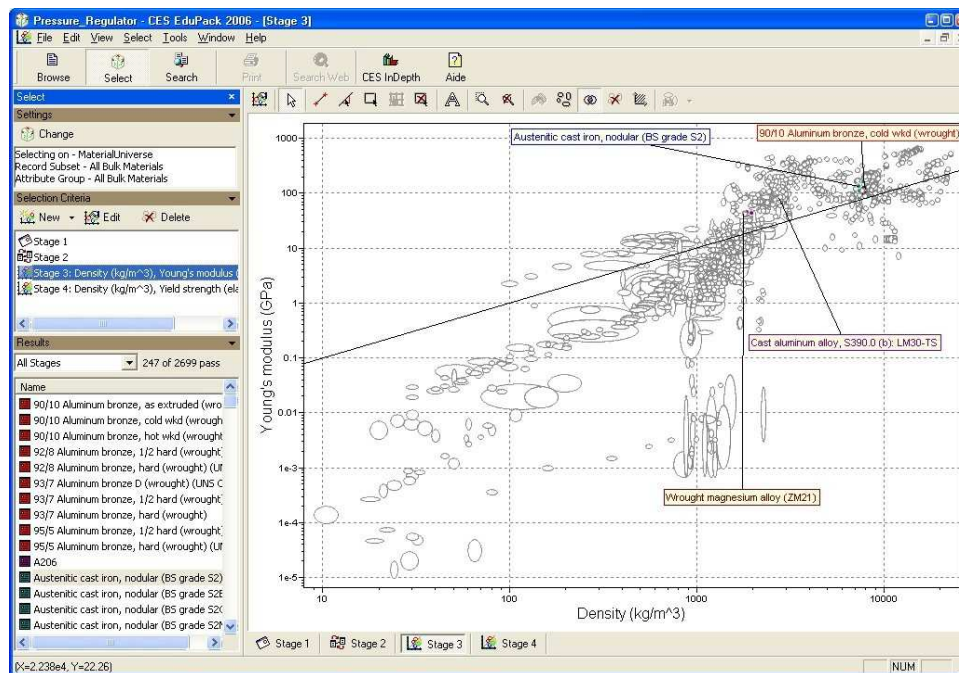 Pressure_Regulator - CES EduPack 2006 - [Stage 3]
File Edit View Select Tools Window Help
Browse Select Search Print Search Web CES InDepth Aide
Select
Settings
Change
Selecting on - MaterialUniverse
Record Subset - All Bulk Materials
Attribute Group - All Bulk Materials
Selection Criteria
New Edit Delete
Stage 1
Stage 2
Stage 3: Density (kg/m^3), Young's modulus (
Stage 4: Density (kg/m^3), Yield strength (ela
Results
All Stages 247 of 2699 pass
Name
90/10 Aluminum bronze, as extruded (wro
90/10 Aluminum bronze, cold wkd (wrough
90/10 Aluminum bronze, hot wkd (wrought
92/8 Aluminum bronze, 1/2 hard (wrought)
92/8 Aluminum bronze, hard (wrought) (UN
93/7 Aluminum bronze D (wrought) (UNS C
93/7 Aluminum bronze, 1/2 hard (wrought)
93/7 Aluminum bronze, hard (wrought)
95/5 Aluminum bronze, 1/2 hard (wrought)
95/5 Aluminum bronze, hard (wrought) (U
A206
Austenitic cast iron, nodular (BS grade S2)
Austenitic cast iron, nodular (BS grade S2B
Austenitic cast iron, nodular (BS grade S2C
Austenitic cast iron, nodular (BS grade S2M
Young's modulus (GPa)
1000
100
10
1
0.1
0.01
1e-3
1e-4
1e-5
Austenitic cast iron, nodular (BS grade S2)
90/10 Aluminum bronze, cold wkd (wrought)
Cast aluminum alloy, S390.0 (b): LM30-TS
Wrought magnesium alloy (ZM21)
10 100 1000 10000
Density (kg/m^3)
Stage 1 Stage 2 Stage 3 Stage 4
(X=2.238e4, Y=22.26)
NUM